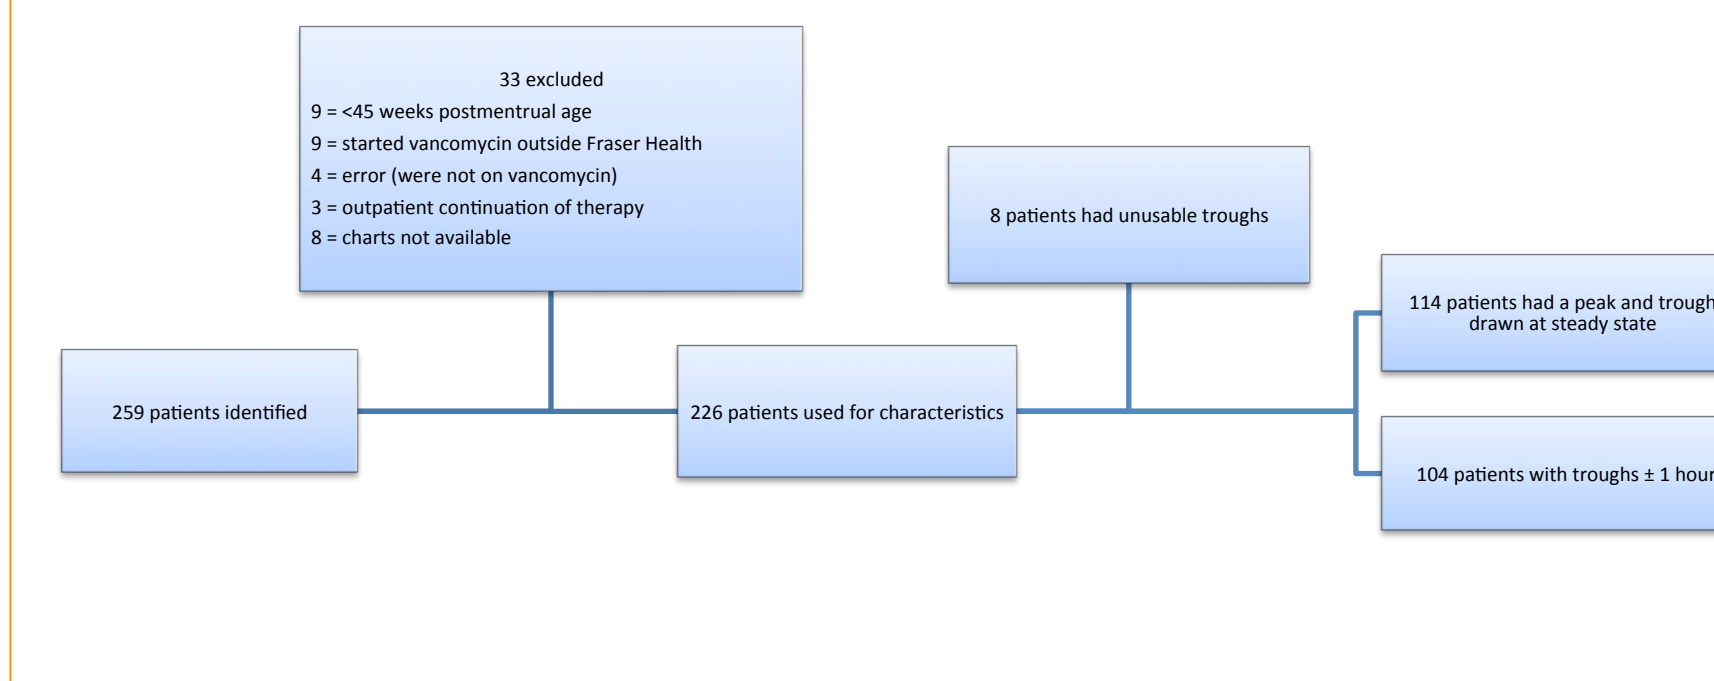 33 excluded
9 = <45 weeks postmentrual age
9 = started vancomycin outside Fraser Health
4 = error (were not on vancomycin)
3 = outpatient continuation of therapy
8 = charts not available
8 patients had unusable troughs
259 patients identified
226 patients used for characteristics
114 patients had a peak and trough
drawn at steady state
104 patients with troughs ± 1 hour